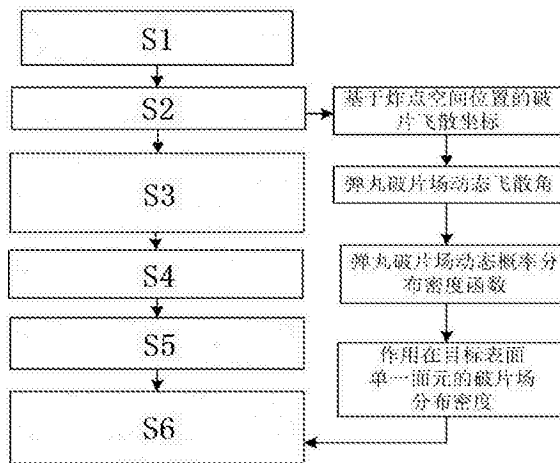 S1
S2
S3
S4
S5
S6
基于炸点空间位置的破
片飞散坐标
弹丸破片场动态飞散角
弹丸破片场动态概率分
布密度函数
作用在目标表面
单一面元的破片场
分布密度